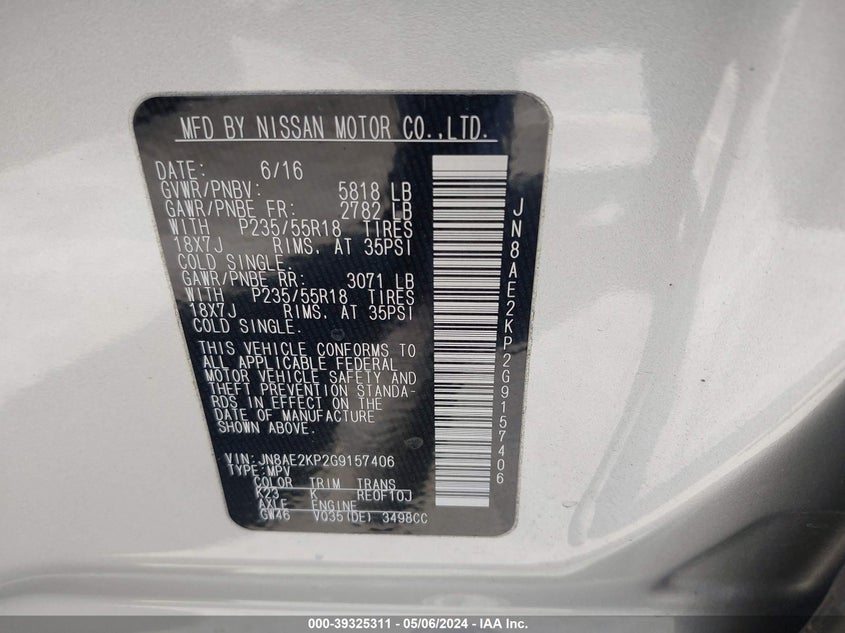 MFD BY NISSAN MOTOR CO.,LTD.
DATE: 6/16
GVWR/PNBV: 5818 LB
GAWR/PNBE FR: 2782 LB
WITH P235/55R18 TIRES
18X7J RIMS, AT 35PSI
COLD SINGLE.
GAWR/PNBE RR: 3071 LB
WITH P235/55R18 TIRES
18X7J RIMS, AT 35PSI
COLD SINGLE.
THIS VEHICLE CONFORMS TO
ALL APPLICABLE FEDERAL
MOTOR VEHICLE SAFETY AND
THEFT PREVENTION STANDA-
RDS IN EFFECT ON THE
DATE OF MANUFACTURE
SHOWN ABOVE.
VIN:JN8AE2KP2G9157406
TYPE:MPV
COLOR TRIM TRANS
K23 K RE0F10J
AXLE ENGINE
GW46 VQ35(DE) 3498CC
JN8AE2KP2G9157406
000-39325311 - 05/06/2024 - IAA Inc.